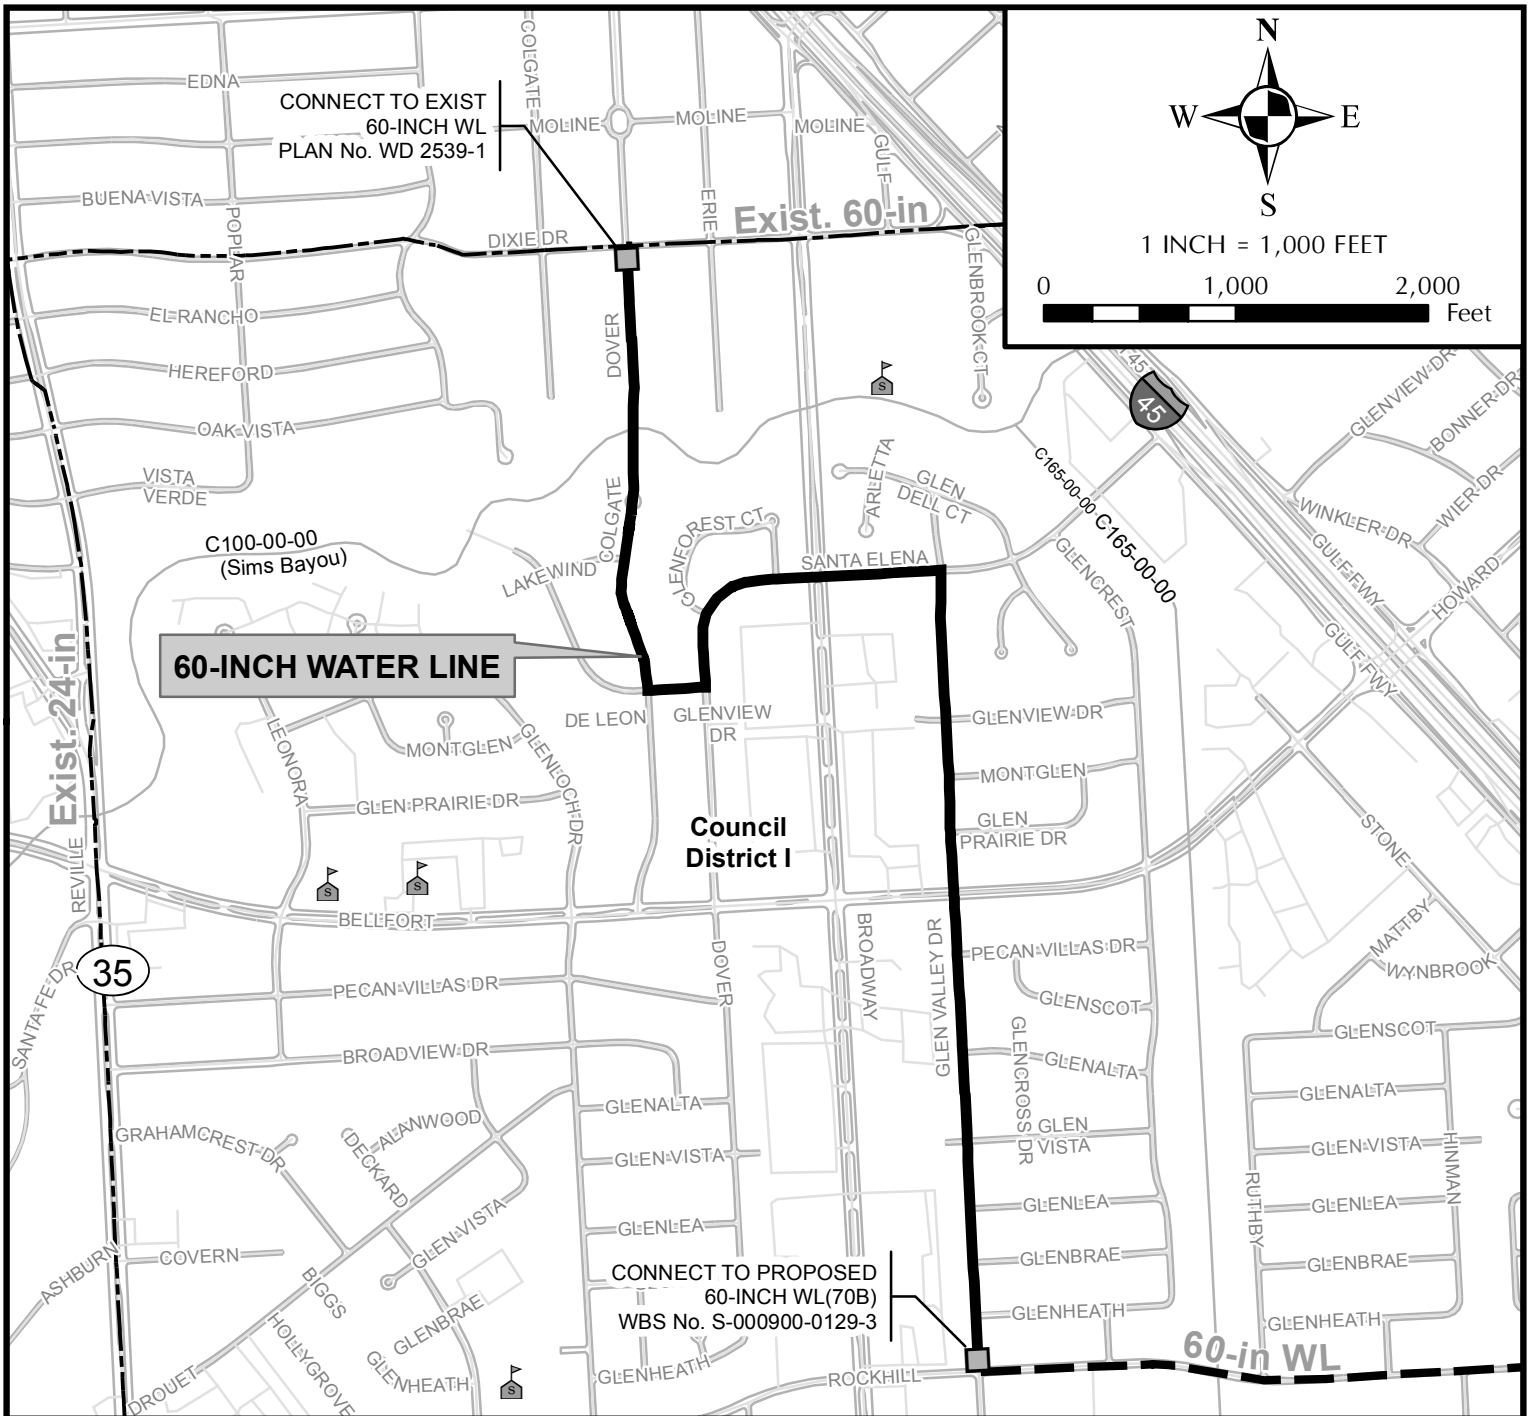 EDNA
COLGATE
CONNECT TO EXIST
60-INCH WL
PLAN No. WD 2539-1
MOLINE
MOLINE
MOLINE
GULF
BUENA VISTA
POPLAR
ERIE
Exist. 60-in
DIXIE DR
GLENBROOK CT
N
W
E
S
1 INCH = 1,000 FEET
0
1,000
2,000
Feet
EL RANCHO
DOVER
HEREFORD
OAK VISTA
VISTA
VERDE
S
45
45
GLENVIEW DR
BONNER DR
WIER DR
WINKLER DR
GULF FWY
HOWARD
GULF FWY
C165-00-00
C165-00-00
ARLETTA
GLEN
DELL CT
COLGATE
GLENFOREST CT
C100-00-00
(Sims Bayou)
LAKEWIND
SANTA ELENA
GLENCREST
60-INCH WATER LINE
Exist. 24-in
DE LEON
GLENVIEW
DR
GLENVIEW DR
LEONORA
MONTGLEN
GLENLOCH DR
MONTGLEN
GLEN PRAIRIE DR
GLEN
PRAIRIE DR
Council
District I
STONE
REVILLE
S
S
BELLFORT
MATTBY
WYNBROOK
SANTA FE DR
35
DOVER
BROADWAY
GLEN VALLEY DR
PECAN VILLAS DR
PECAN VILLAS DR
GLENSCOT
GLENSCOT
BROADVIEW DR
GLENCROSS DR
GLENALTA
GLENALTA
GLENALTA
GRAHAMCREST DR
DECKARD
ALANWOOD
GLEN
VISTA
GLEN VISTA
GLEN VISTA
HINMAN
RUTHBY
GLENLEA
GLENLEA
GLENLEA
GLEN VISTA
ASHBURN
COVERN
BIGGS
GLENBRAE
GLENBRAE
GLENBRAE
CONNECT TO PROPOSED
60-INCH WL(70B)
WBS No. S-000900-0129-3
GLENHEATH
GLENHEATH
HOLLYGROVE
GLENHEATH
GLENHEATH
DROUET
S
ROCKHILL
60-in WL